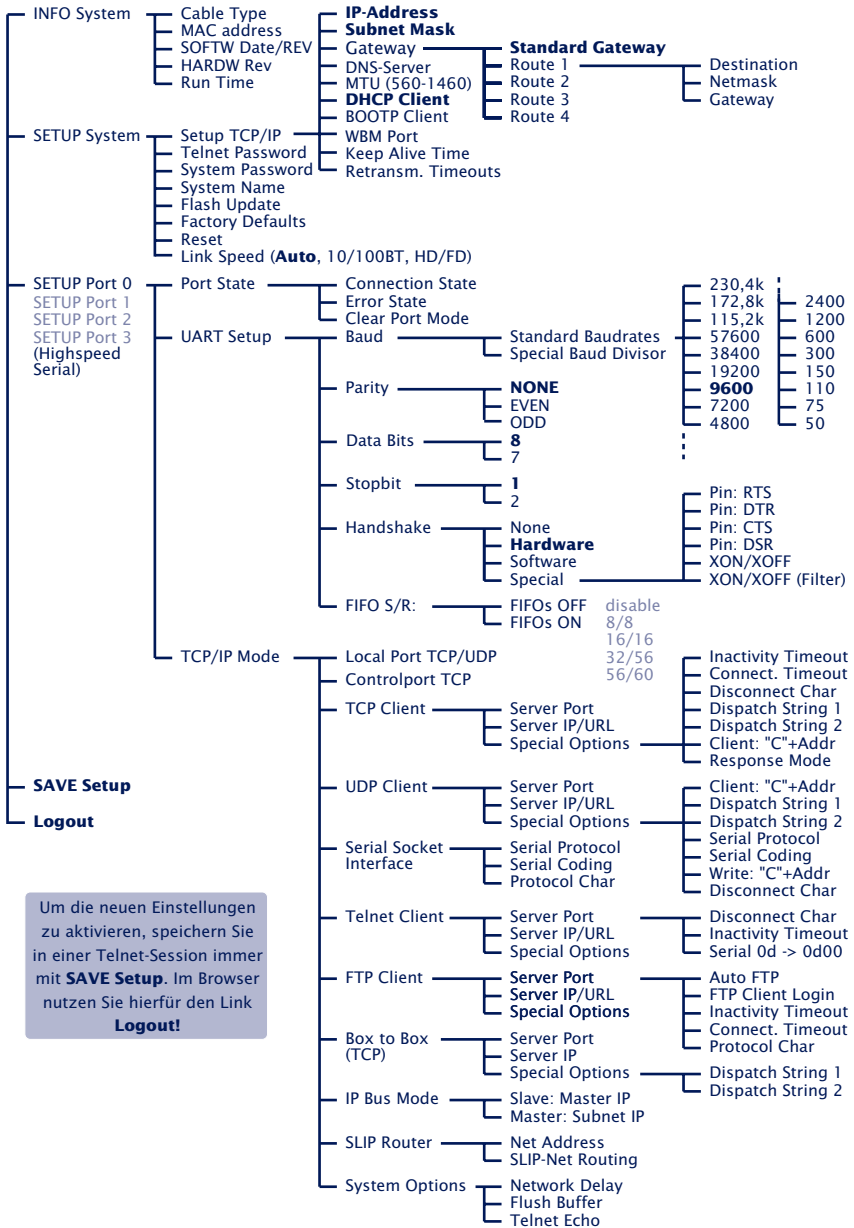 INFO System
Cable Type
MAC address
SOFTW Date/REV
HARDW Rev
Run Time
SETUP System
Setup TCP/IP
IP-Address
Subnet Mask
Gateway
Standard Gateway
Route 1
Destination
Netmask
Gateway
Route 2
Route 3
Route 4
DNS-Server
MTU (560-1460)
DHCP Client
BOOTP Client
WBM Port
Keep Alive Time
Retransm. Timeouts
Telnet Password
System Password
System Name
Flash Update
Factory Defaults
Reset
Link Speed (Auto, 10/100BT, HD/FD)
SETUP Port 0
SETUP Port 1
SETUP Port 2
SETUP Port 3
(Highspeed
Serial)
Port State
Connection State
Error State
Clear Port Mode
UART Setup
Baud
Standard Baudrates
Special Baud Divisor
230,4k
172,8k
115,2k
57600
38400
19200
9600
7200
4800
2400
1200
600
300
150
110
75
50
Parity
NONE
EVEN
ODD
Data Bits
8
7
Stopbit
1
2
Handshake
None
Hardware
Software
Special
Pin: RTS
Pin: DTR
Pin: CTS
Pin: DSR
XON/XOFF
XON/XOFF (Filter)
FIFO S/R:
FIFOs OFF
FIFOs ON
disable
8/8
16/16
32/56
56/60
TCP/IP Mode
Local Port TCP/UDP
Controlport TCP
TCP Client
Server Port
Server IP/URL
Special Options
Inactivity Timeout
Connect. Timeout
Disconnect Char
Dispatch String 1
Dispatch String 2
Client: "C"+Addr
Response Mode
UDP Client
Server Port
Server IP/URL
Special Options
Client: "C"+Addr
Dispatch String 1
Dispatch String 2
Serial Protocol
Serial Coding
Write: "C"+Addr
Disconnect Char
Serial Socket
Interface
Serial Protocol
Serial Coding
Protocol Char
Telnet Client
Server Port
Server IP/URL
Special Options
Disconnect Char
Inactivity Timeout
Serial 0d -> 0d00
FTP Client
Server Port
Server IP/URL
Special Options
Auto FTP
FTP Client Login
Inactivity Timeout
Connect. Timeout
Protocol Char
Box to Box
(TCP)
Server Port
Server IP
Special Options
Dispatch String 1
Dispatch String 2
IP Bus Mode
Slave: Master IP
Master: Subnet IP
SLIP Router
Net Address
SLIP-Net Routing
System Options
Network Delay
Flush Buffer
Telnet Echo
SAVE Setup
Logout
Um die neuen Einstellungen
zu aktivieren, speichern Sie
in einer Telnet-Session immer
mit SAVE Setup. Im Browser
nutzen Sie hierfür den Link
Logout!